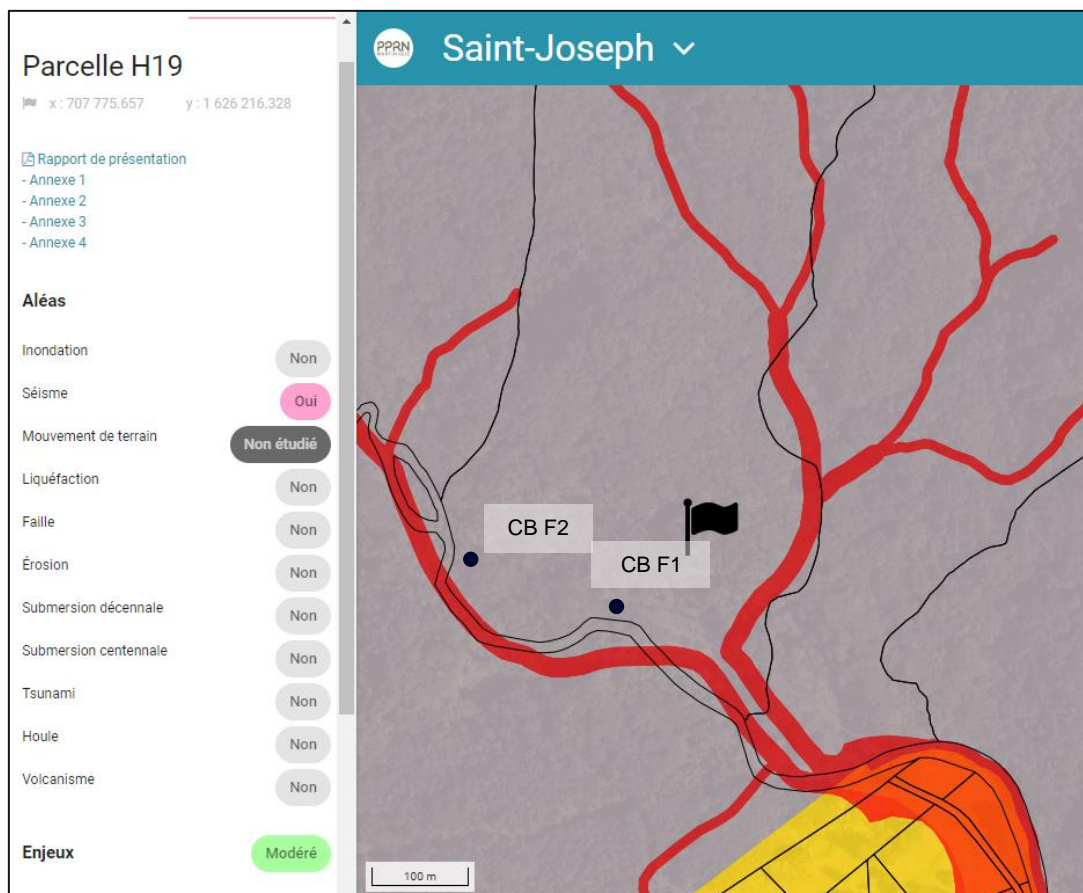 Parcelle H19
x : 707 775.657 y : 1 626 216.328
Rapport de présentation
- Annexe 1
- Annexe 2
- Annexe 3
- Annexe 4
Aléas
Inondation Non
Séisme Oui
Mouvement de terrain Non étudié
Liquéfaction Non
Faille Non
Érosion Non
Submersion décennale Non
Submersion centennale Non
Tsunami Non
Houle Non
Volcanisme Non
Enjeux Modéré
PPRN
Saint-Joseph
CB F2
CB F1
100 m